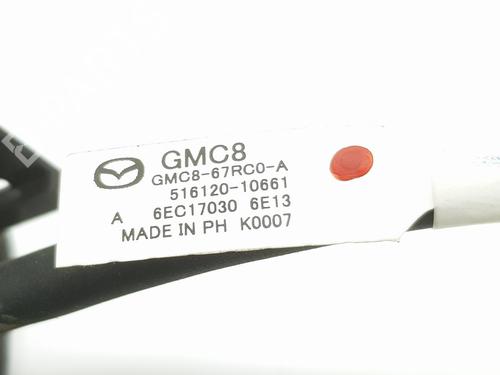 GMC8
GMC8-67RC0-A
516120-10661
A 6EC17030 6E13
MADE IN PH K0007